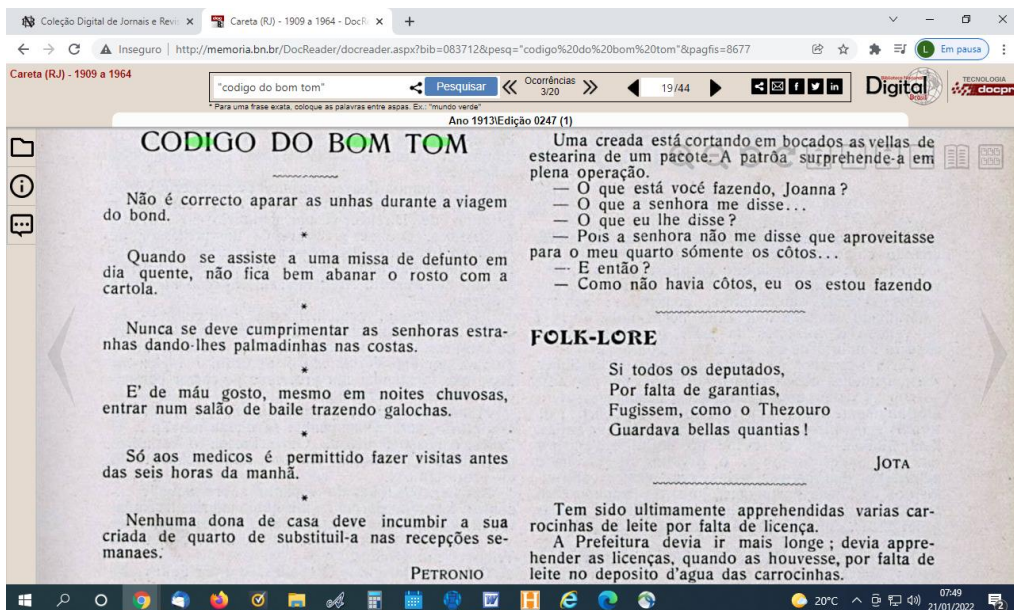 Coleção Digital de Jornais e Revi
Careta (RJ) - 1909 a 1964 - DocR
Inseguro | http://memoria.bn.br/DocReader/docreader.aspx?bib=083712&pesq="codigo%20do%20bom%20tom"&pagfis=8677
L
Em pausa
Careta (RJ) - 1909 a 1964
"codigo do bom tom"
Pesquisar
Ocorrências
3/20
19/44
Digital
TECNOLOGIA
docpr
* Para uma frase exata, coloque as palavras entre aspas. Ex.: "mundo verde"
Ano 1913\Edição 0247 (1)
CODIGO DO BOM TOM
Não é correcto aparar as unhas durante a viagem
do bond.
*
Quando se assiste a uma missa de defunto em
dia quente, não fica bem abanar o rosto com a
cartola.
*
Nunca se deve cumprimentar as senhoras estra-
nhas dando-lhes palmadinhas nas costas.
*
E' de máu gosto, mesmo em noites chuvosas,
entrar num salão de baile trazendo galochas.
*
Só aos medicos é permittido fazer visitas antes
das seis horas da manhã.
*
Nenhuma dona de casa deve incumbir a sua
criada de quarto de substituil-a nas recepções se-
manaes.
PETRONIO
Uma creada está cortando em bocados as vellas de
estearina de um pacote. A patrôa surprehende-a em
plena operação.
— O que está você fazendo, Joanna?
— O que a senhora me disse...
— O que eu lhe disse?
— Pois a senhora não me disse que aproveitasse
para o meu quarto sómente os côtos...
— E então?
— Como não havia côtos, eu os estou fazendo
FOLK-LORE
Si todos os deputados,
Por falta de garantias,
Fugissem, como o Thezouro
Guardava bellas quantias!
JOTA
Tem sido ultimamente apprehendidas varias car-
rocinhas de leite por falta de licença.
A Prefeitura devia ir mais longe; devia appre-
hender as licenças, quando as houvesse, por falta de
leite no deposito d'agua das carrocinhas.
20°C
07:49
21/01/2022